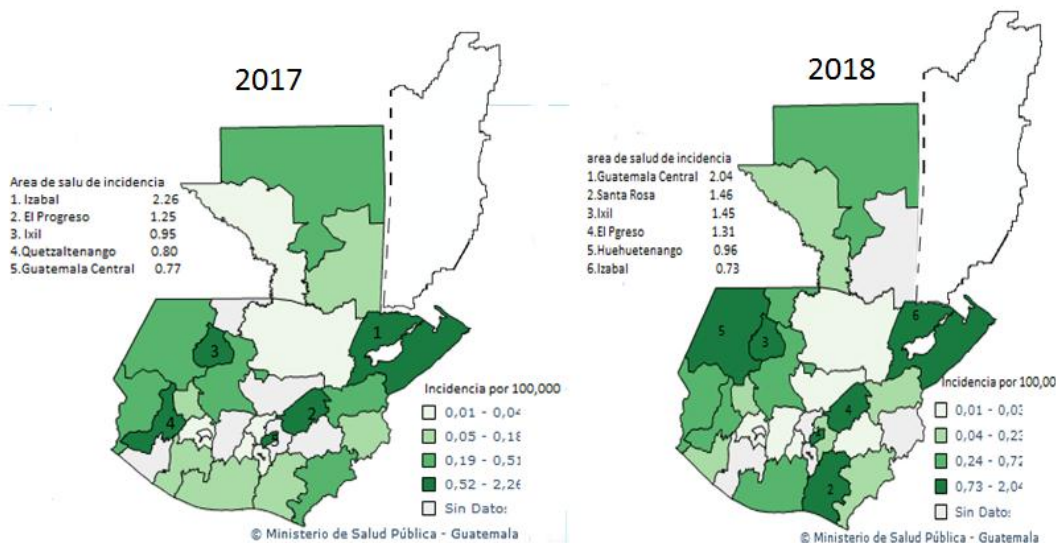 2017
Area de salu de incidencia
1. Izabal 2.26
2. El Progreso 1.25
3. Ixil 0.95
4.Quetzaltenango 0.80
5.Guatemala Central 0.77
1
3
2
4
Incidencia por 100,000
0,01 - 0,04
0,05 - 0,18
0,19 - 0,51
0,52 - 2,26
Sin Dato:
© Ministerio de Salud Pública - Guatemala
2018
area de salud de incidencia
1.Guatemala Central 2.04
2.Santa Rosa 1.46
3.Ixil 1.45
4.El Pgreso 1.31
5.Huehuetenango 0.96
6.Izabal 0.73
6
5
3
4
2
Incidencia por 100,00
0,01 - 0,03
0,04 - 0,23
0,24 - 0,72
0,73 - 2,04
Sin Dato:
© Ministerio de Salud Pública - Guatemala